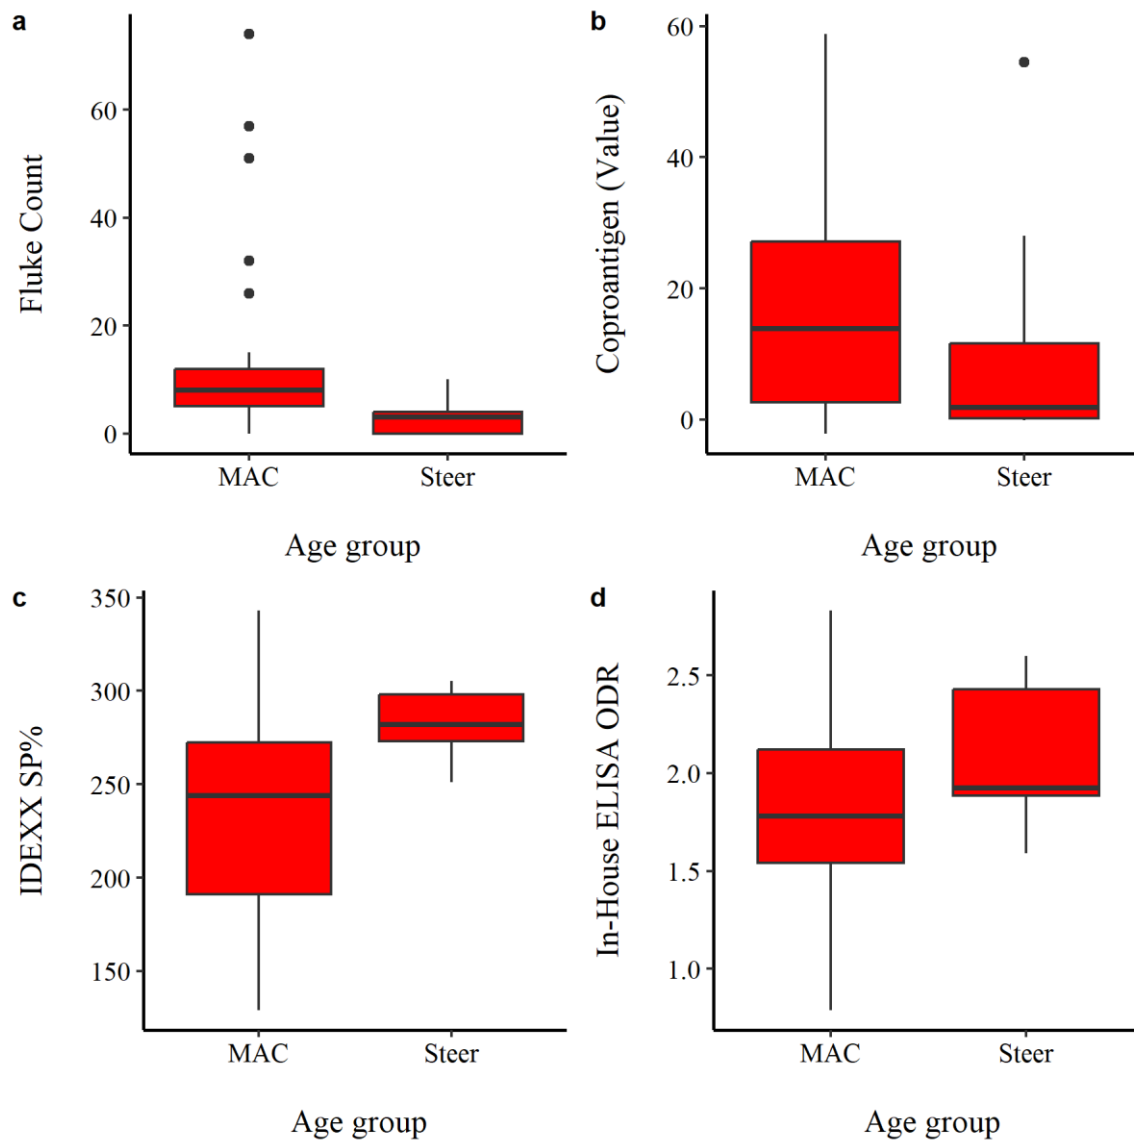 a
Fluke Count
60
40
20
0
MAC Steer
Age group
b
Coproantigen (Value)
60
40
20
0
MAC Steer
Age group
c
IDEXX SP%
350
300
250
200
150
MAC Steer
Age group
d
In-House ELISA ODR
2.5
2.0
1.5
1.0
MAC Steer
Age group